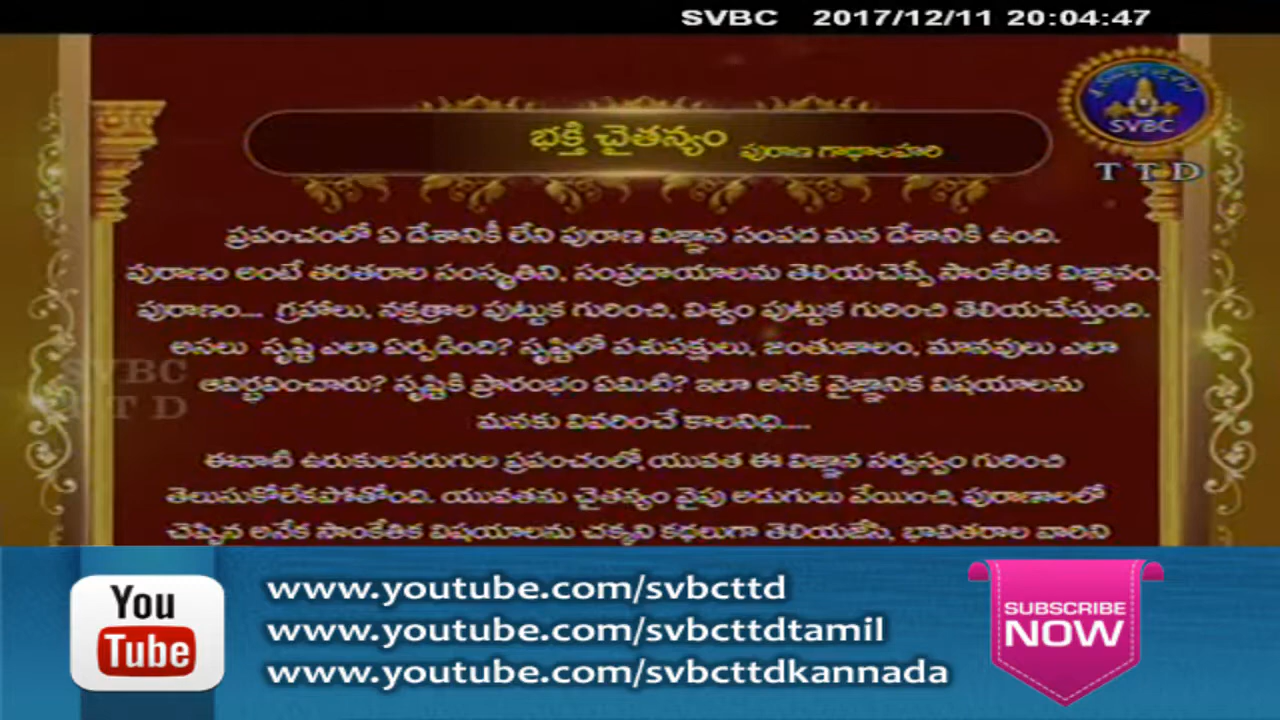 SVBC 2017/12/11 20:04:47
SVBC
T T D
భక్తి చైతన్యం పురాణ గాథాలహరి
ప్రపంచంలో ఏ దేశానికీ లేని పురాణ విజ్ఞాన సంపద మన దేశానికి ఉంది.
పురాణం అంటే తరతరాల సంస్కృతిని, సంప్రదాయాలను తెలియచెప్పే సాంకేతిక విజ్ఞానం.
పురాణం... గ్రహాలు, నక్షత్రాల పుట్టుక గురించి, విశ్వం పుట్టుక గురించి తెలియచేస్తుంది.
అసలు సృష్టి ఎలా ఏర్పడింది? సృష్టిలో పశుపక్షులు, జంతుజాలం, మానవులు ఎలా
ఆవిర్భవించారు? సృష్టికి ప్రారంభం ఏమిటి? ఇలా అనేక వైజ్ఞానిక విషయాలను
మనకు వివరించే కాలనిధి....
SVBC
T T D
ఈనాటి ఉరుకులపరుగుల ప్రపంచంలో, యువత ఈ విజ్ఞాన సర్వస్వం గురించి
తెలుసుకోలేకపోతోంది. యువతను చైతన్యం వైపు అడుగులు వేయించి, పురాణాలలో
చెప్పిన అనేక సాంకేతిక విషయాలను చక్కని కథలుగా తెలియజేసి, భావితరాల వారిని
You
Tube
www.youtube.com/svbcttd
www.youtube.com/svbcttdtamil
www.youtube.com/svbcttdkannada
SUBSCRIBE
NOW